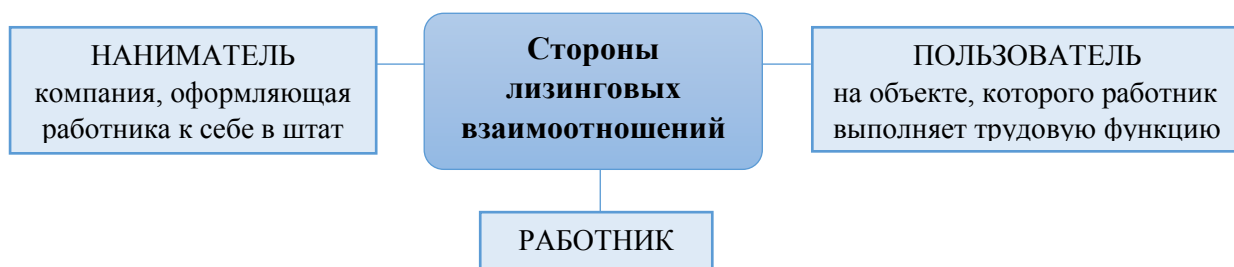 НАНИМАТЕЛЬ
компания, оформляющая
работника к себе в штат
Стороны
лизинговых
взаимоотношений
ПОЛЬЗОВАТЕЛЬ
на объекте, которого работник
выполняет трудовую функцию
РАБОТНИК